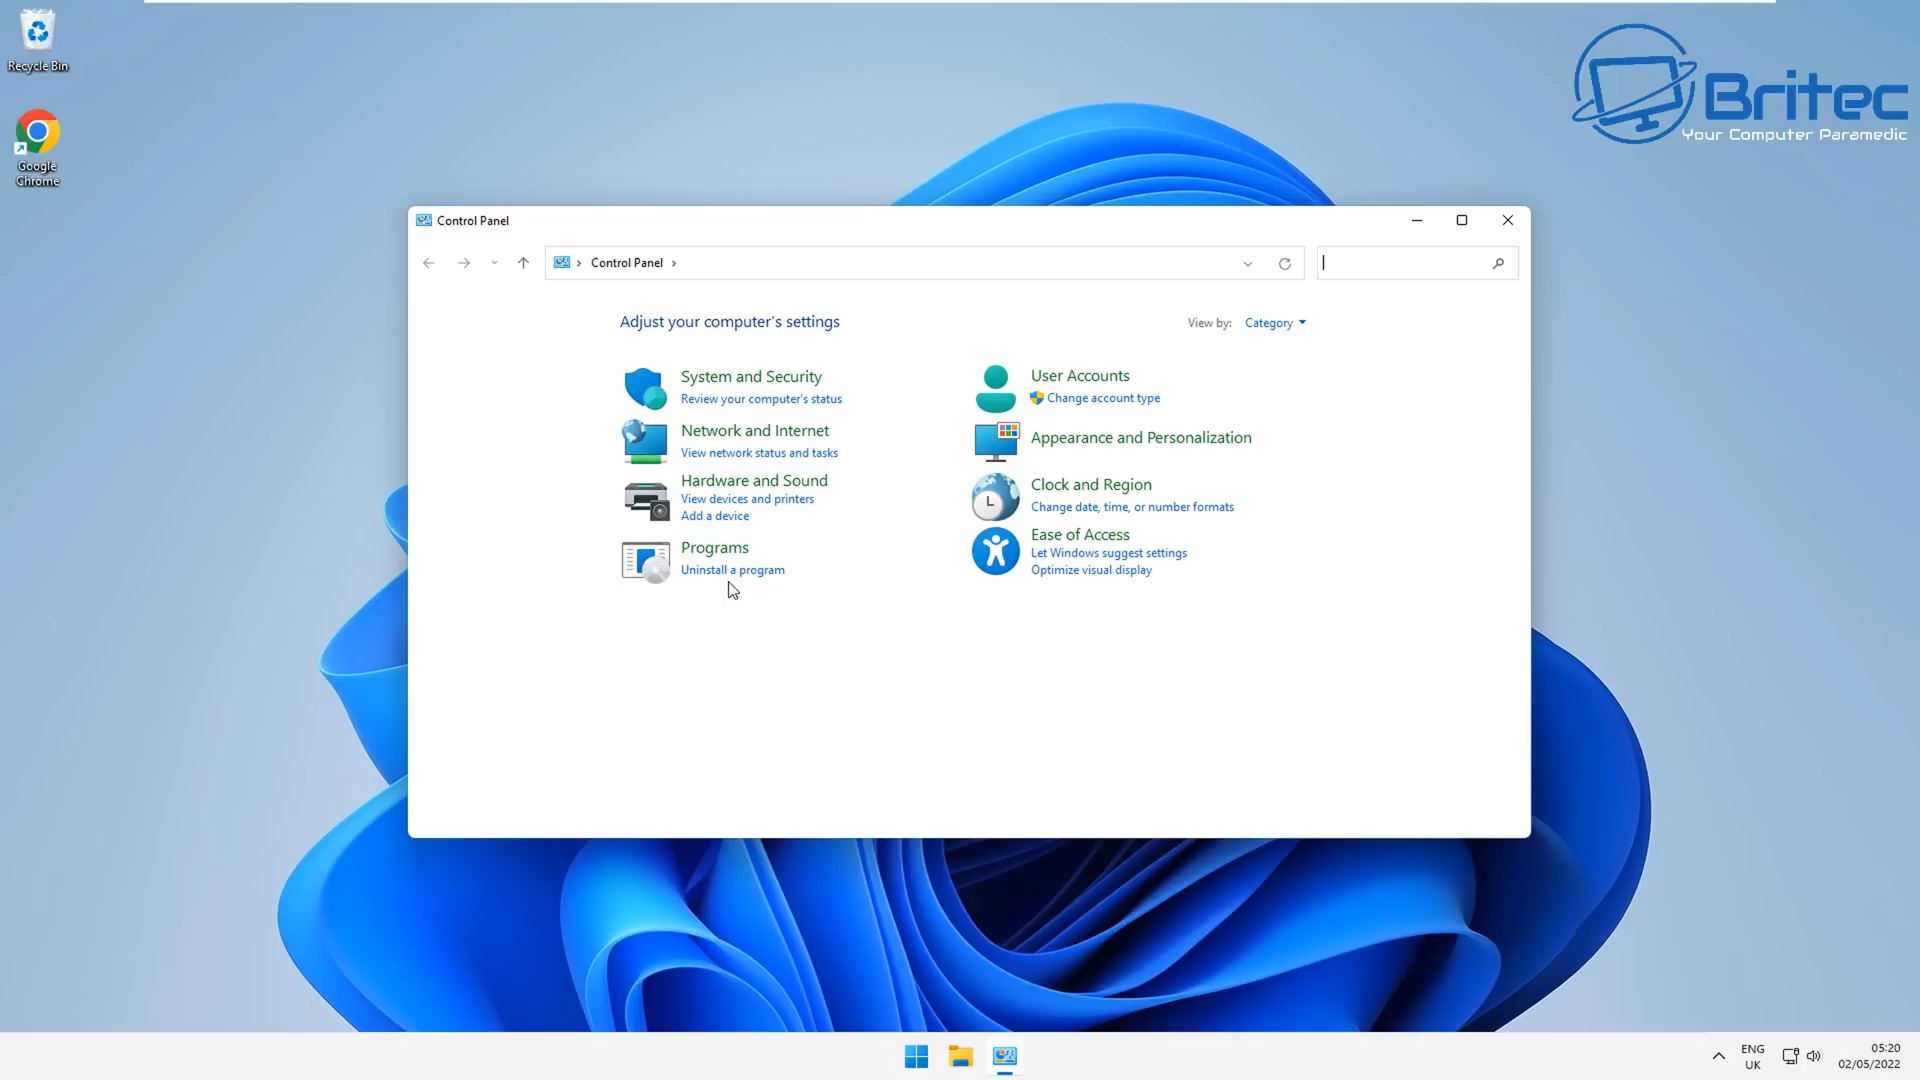 Recycle Bin
Google
Chrome
Britec
Your Computer Paramedic
Control Panel
Control Panel
Adjust your computer's settings
View by: Category
System and Security
Review your computer's status
Network and Internet
View network status and tasks
Hardware and Sound
View devices and printers
Add a device
Programs
Uninstall a program
User Accounts
Change account type
Appearance and Personalization
Clock and Region
Change date, time, or number formats
Ease of Access
Let Windows suggest settings
Optimize visual display
ENG
UK
05:20
02/05/2022